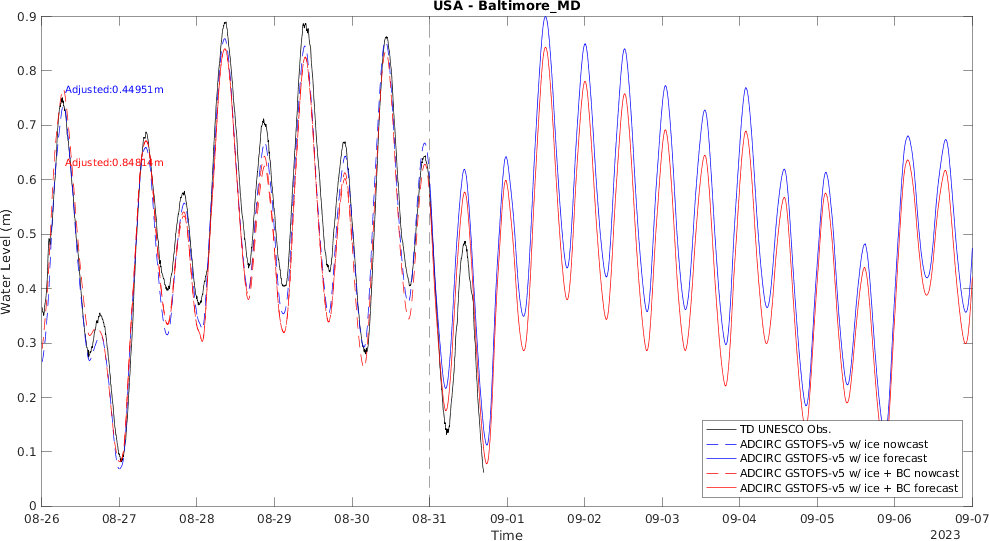 USA - Baltimore_MD
0.9
0.8
0.7
0.6
0.5
0.4
0.3
0.2
0.1
0
Water Level (m)
Adjusted:0.44951m
Adjusted:0.84814m
TD UNESCO Obs.
ADCIRC GSTOFS-v5 w/ ice nowcast
ADCIRC GSTOFS-v5 w/ ice forecast
ADCIRC GSTOFS-v5 w/ ice + BC nowcast
ADCIRC GSTOFS-v5 w/ ice + BC forecast
08-26 08-27 08-28 08-29 08-30 08-31 09-01 09-02 09-03 09-04 09-05 09-06 09-07
Time
2023